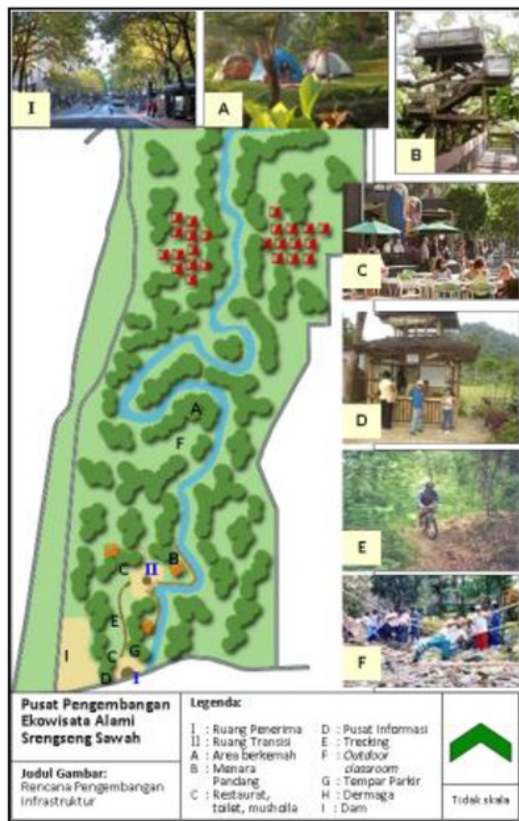 I
A
B
C
D
E
F
A
F
B
II
C
E
I
G
C
D
I
Pusat Pengembangan
Ekowisata Alami
Srengseng Sawah
Judul Gambar:
Rencana Pengembangan
Infrastruktur
Legenda:
I : Ruang Penerima
II : Ruang Transisi
A : Area berkemah
B : Menara
Pandang
C : Restaurat,
toilet, musholla
D : Pusat Informasi
E : Trecking
F : Outdoor
classroom
G : Tempar Parkir
H : Dermaga
I : Dam
Tidak skala